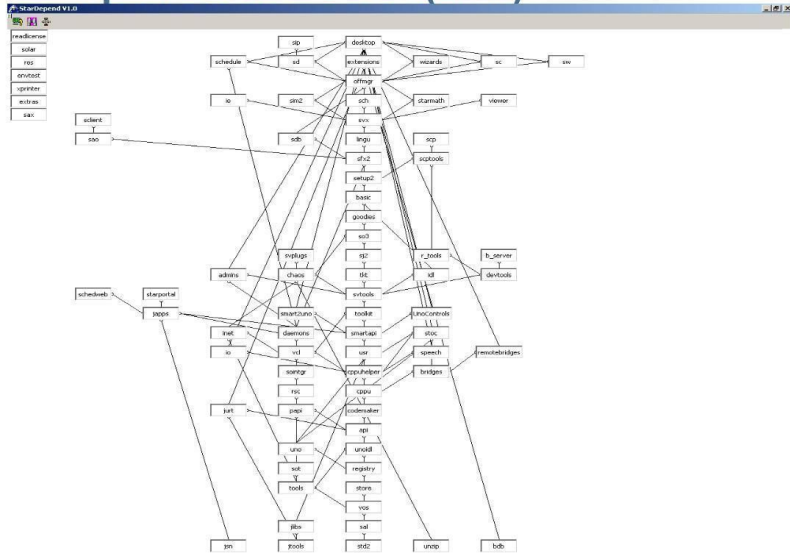 StarDepend V1.0
readlicense
solar
res
envtest
xprinter
extras
sax
sip
desktop
schedule
sd
extensions
wizards
sc
sw
offmgr
io
sim2
sch
starmath
viewer
svx
sclient
sao
sdb
lingu
scp
sfx2
scptools
setup2
basic
goodies
so3
svplugs
sj2
r_tools
b_server
admins
chaos
tkt
idl
devtools
svtools
schedweb
starportal
japps
smart2uno
toolkit
UnoControls
inet
daemons
smartapi
stoc
io
vcl
usr
speech
remotebridges
ssintgr
cppuhelper
bridges
rsc
cppu
jurt
papi
codemaker
api
uno
unoidl
sot
registry
tools
store
vos
jlibs
sal
jsn
jtools
std2
unzip
bdb